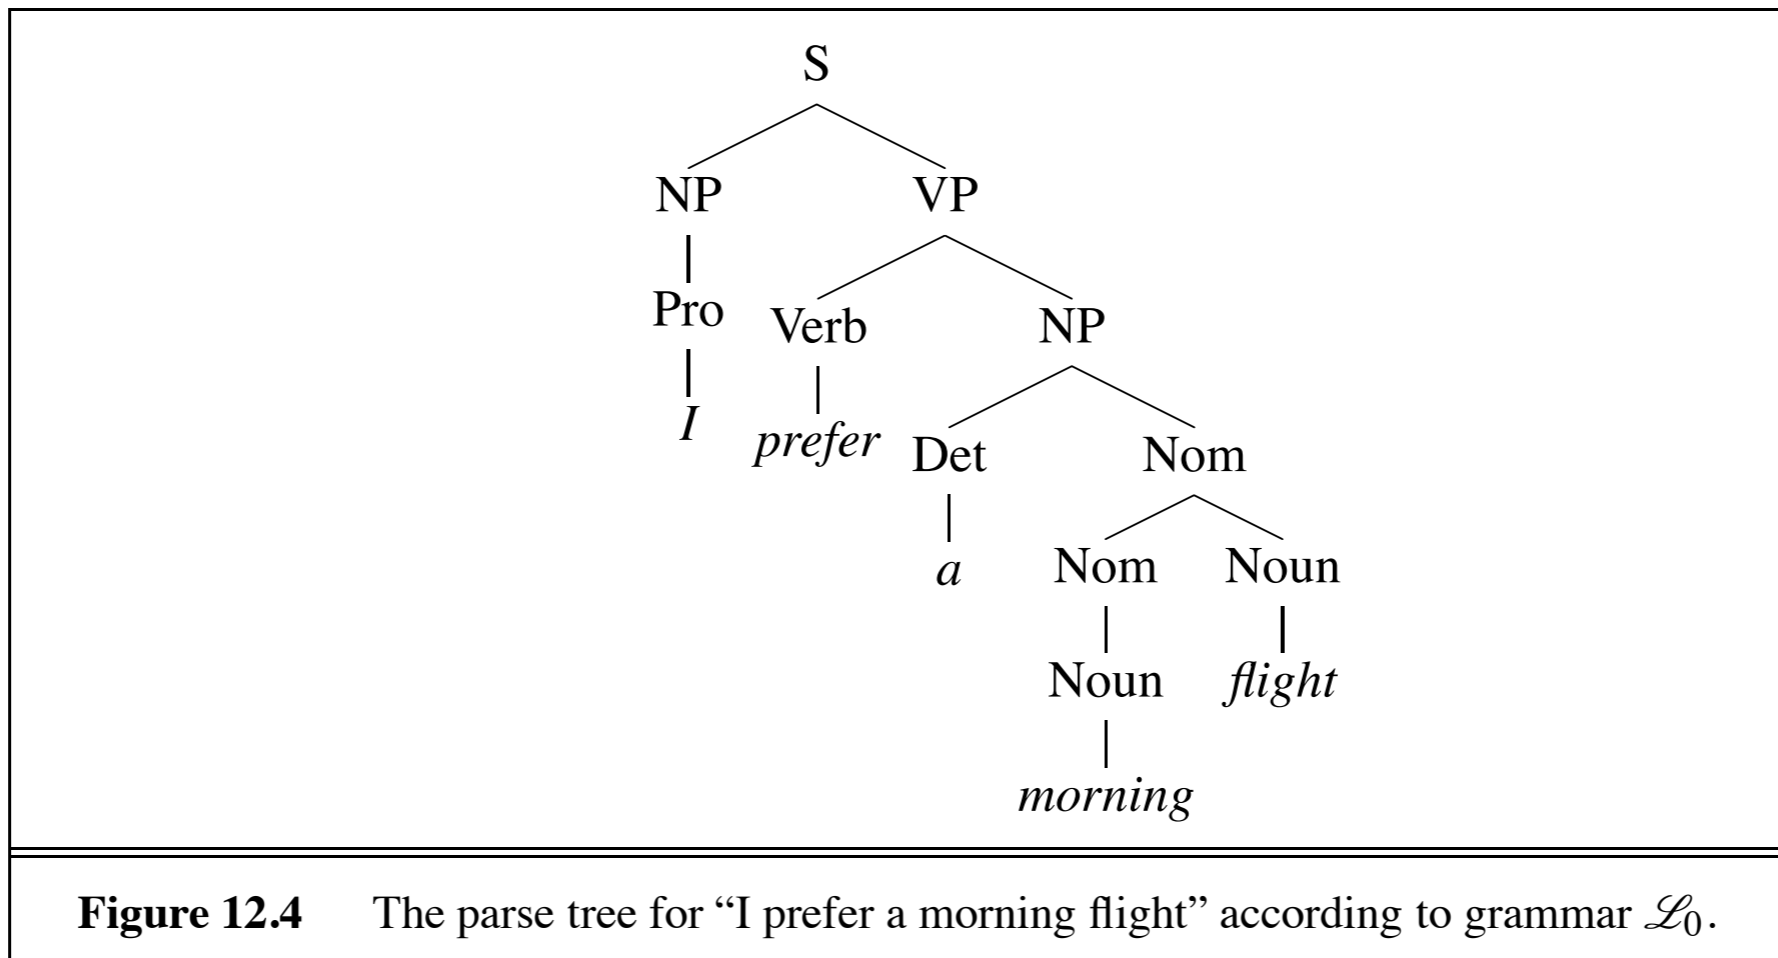 S
NP VP
Pro Verb NP
I prefer Det Nom
a Nom Noun
Noun flight
morning
Figure 12.4 The parse tree for “I prefer a morning flight” according to grammar ℒ0.